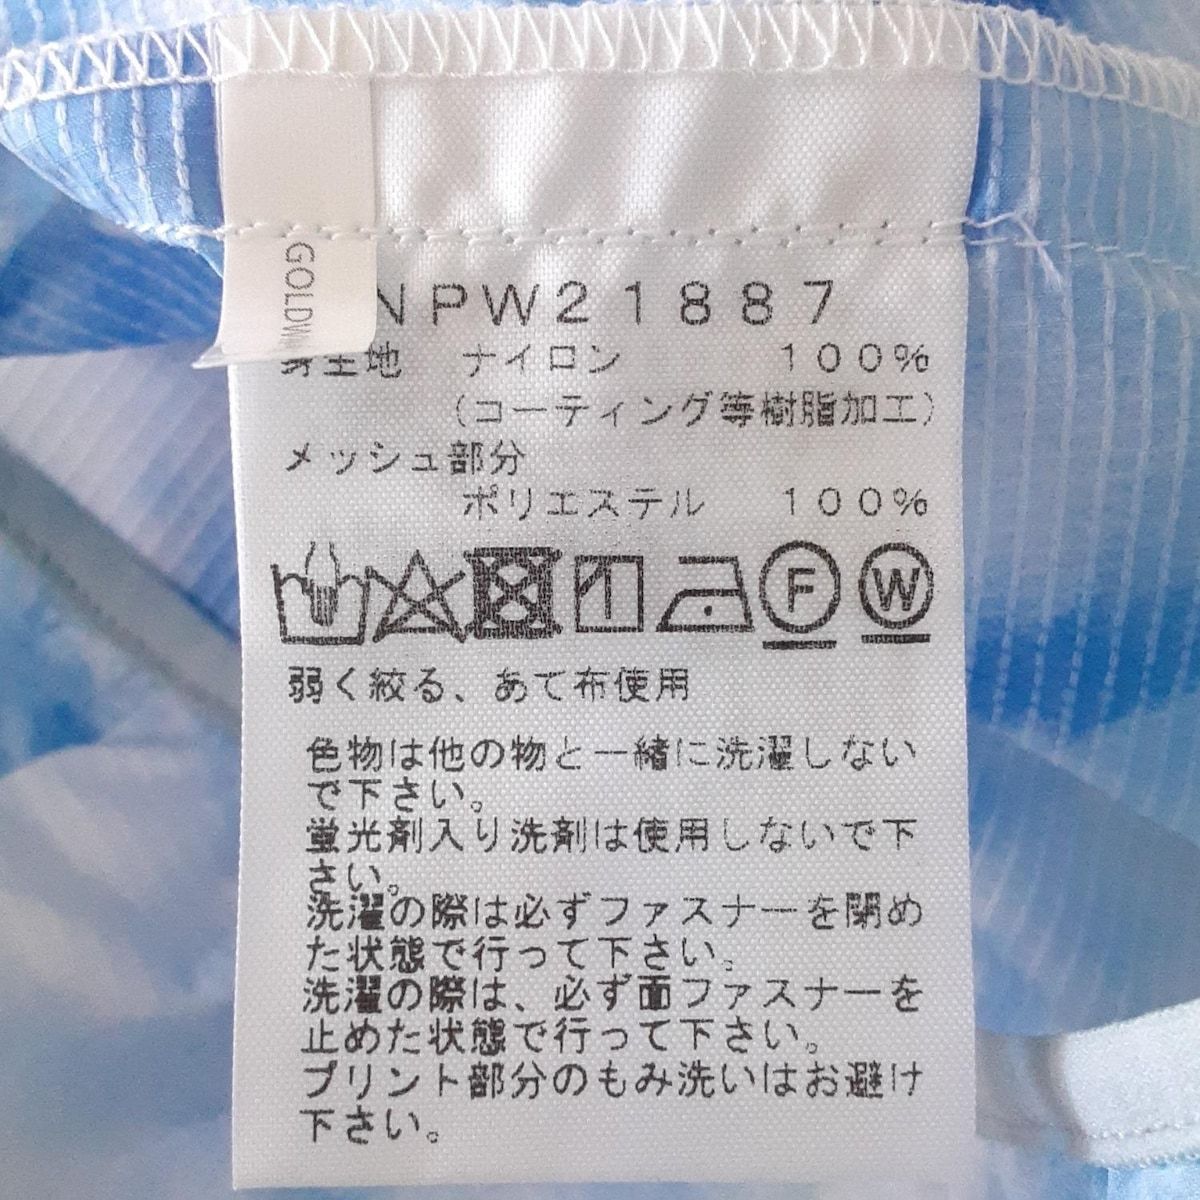 GOLDW
NPW21887
身生地 ナイロン 100%
(コーティング等樹脂加工)
メッシュ部分
ポリエステル 100%
F W
弱く絞る、あて布使用
色物は他の物と一緒に洗濯しない
で下さい。
蛍光剤入り洗剤は使用しないで下
さい。
洗濯の際は必ずファスナーを閉め
た状態で行って下さい。
洗濯の際は、必ず面ファスナーを
止めた状態で行って下さい。
プリント部分のもみ洗いはお避け
下さい。